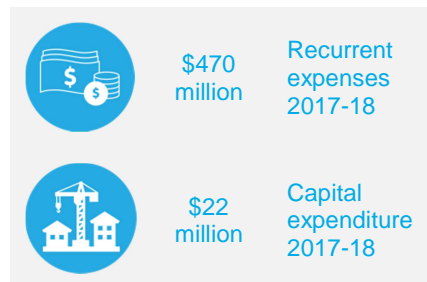 $
$
$470
million
Recurrent
expenses
2017-18
$22
million
Capital
expenditure
2017-18